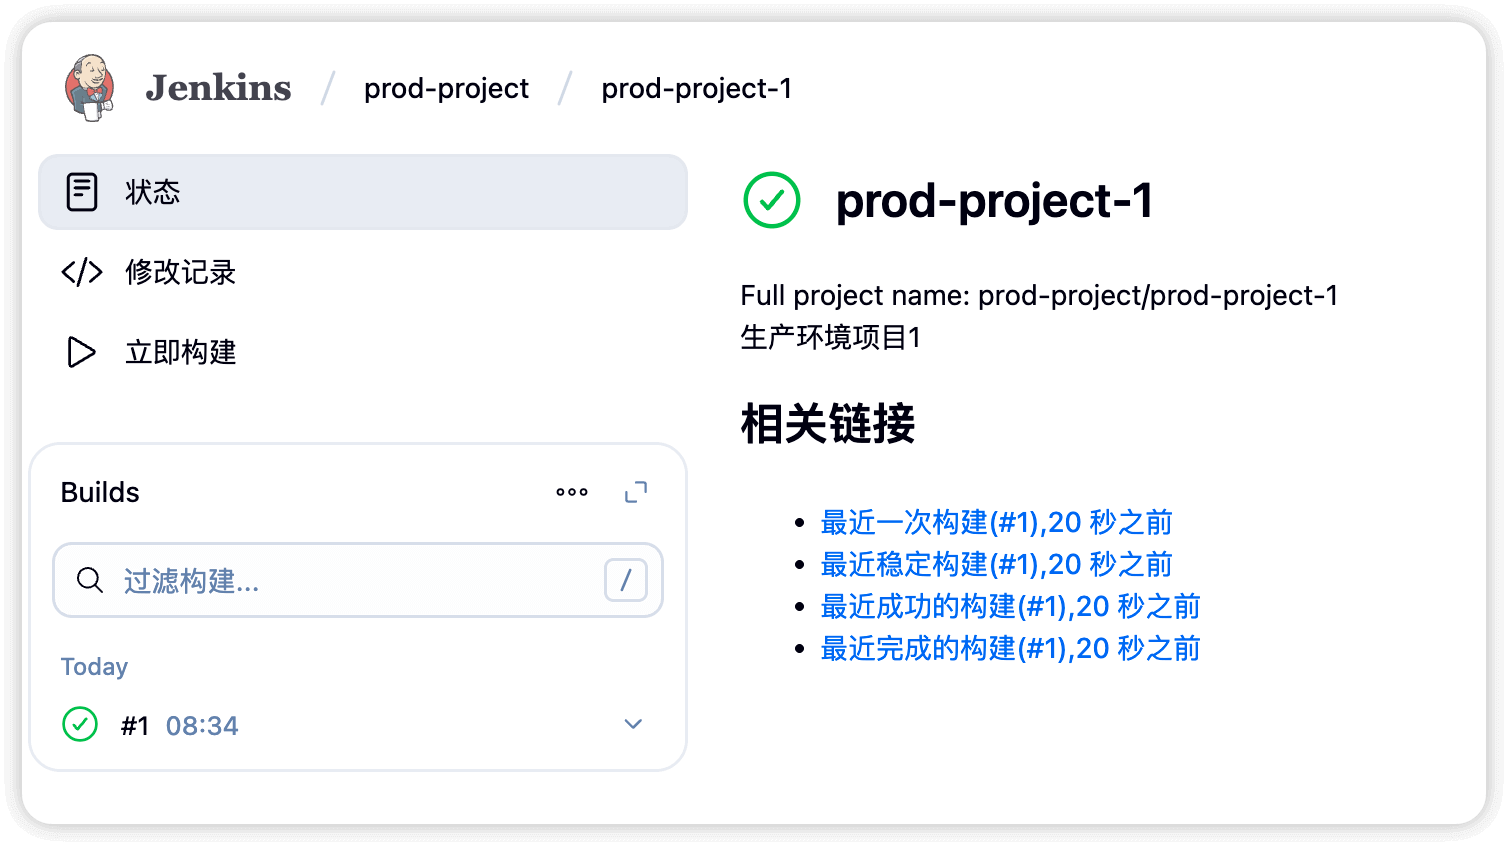 Jenkins / prod-project / prod-project-1
状态
修改记录
立即构建
Builds
过滤构建...
/
Today
#1 08:34
prod-project-1
Full project name: prod-project/prod-project-1
生产环境项目1
相关链接
最近一次构建(#1),20 秒之前
最近稳定构建(#1),20 秒之前
最近成功的构建(#1),20 秒之前
最近完成的构建(#1),20 秒之前